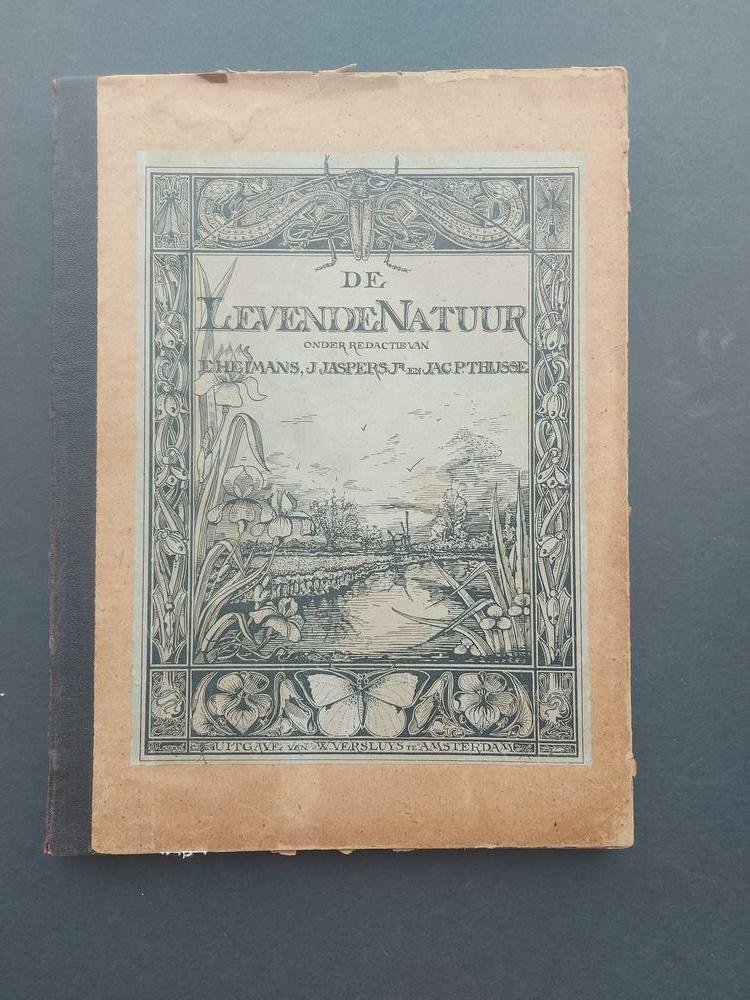 DE
LEVENDE NATUUR
ONDER REDACTIE VAN
E. HEIMANS, J. JASPERS JR. EN JAC. P. THIJSSE
UITGAVE VAN W. VERSLUYS TE AMSTERDAM